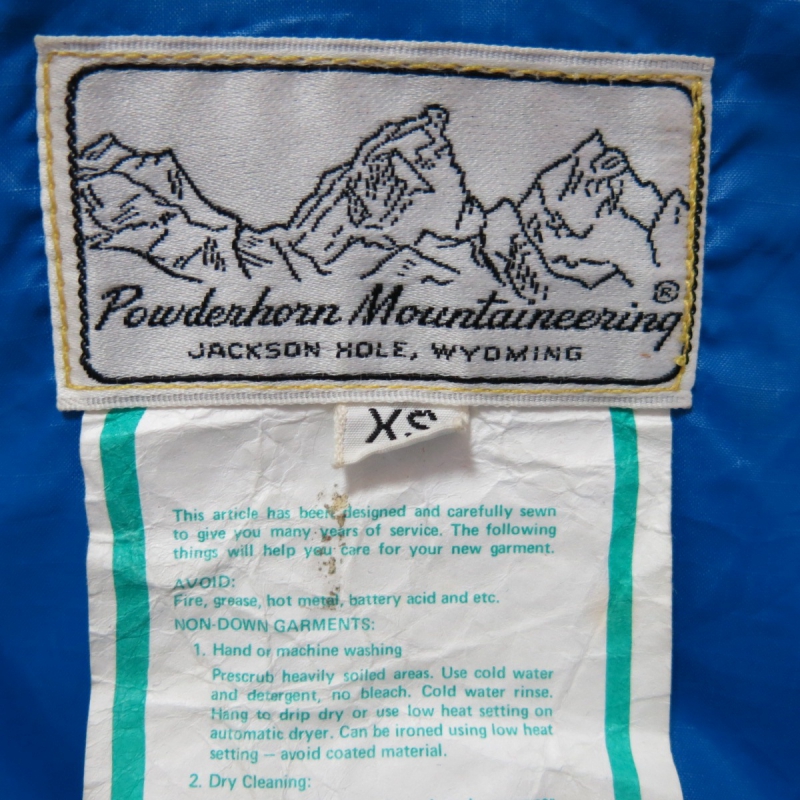 Powderhorn Mountaineering®
JACKSON HOLE, WYOMING
XS
This article has been designed and carefully sewn
to give you many years of service. The following
things will help you care for your new garment.
AVOID:
Fire, grease, hot metal, battery acid and etc.
NON-DOWN GARMENTS:
1. Hand or machine washing
Prescrub heavily soiled areas. Use cold water
and detergent, no bleach. Cold water rinse.
Hang to drip dry or use low heat setting on
automatic dryer. Can be ironed using low heat
setting — avoid coated material.
2. Dry Cleaning: